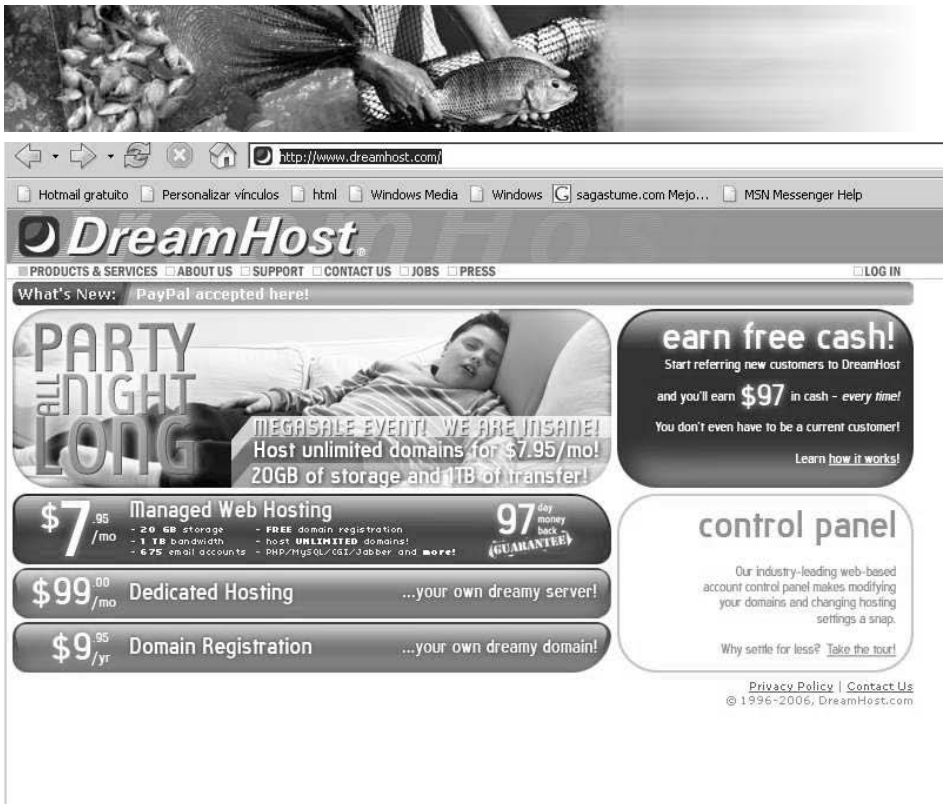 http://www.dreamhost.com/
Hotmail gratuito Personalizar vínculos html Windows Media Windows G sagastume.com Mejo... MSN Messenger Help
DreamHost®
PRODUCTS & SERVICES ABOUT US SUPPORT CONTACT US JOBS PRESS LOG IN
What's New: PayPal accepted here!
PARTY
ALL NIGHT
LONG
MEGASALE EVENT! WE ARE INSANE!
Host unlimited domains for $7.95/mo!
20GB of storage and 1TB of transfer!
earn free cash!
Start referring new customers to DreamHost
and you'll earn $97 in cash - every time!
You don't even have to be a current customer!
Learn how it works!
$7.95/mo
Managed Web Hosting
- 20 GB storage - FREE domain registration
- 1 TB bandwidth - host UNLIMITED domains!
- 675 email accounts - PHP/MySQL/CGI/Jabber and more!
97 day money back
(GUARANTEE)
$99.00/mo Dedicated Hosting ...your own dreamy server!
$9.95/yr Domain Registration ...your own dreamy domain!
control panel
Our industry-leading web-based
account control panel makes modifying
your domains and changing hosting
settings a snap.
Why settle for less? Take the tour!
Privacy Policy | Contact Us
© 1996-2006, DreamHost.com